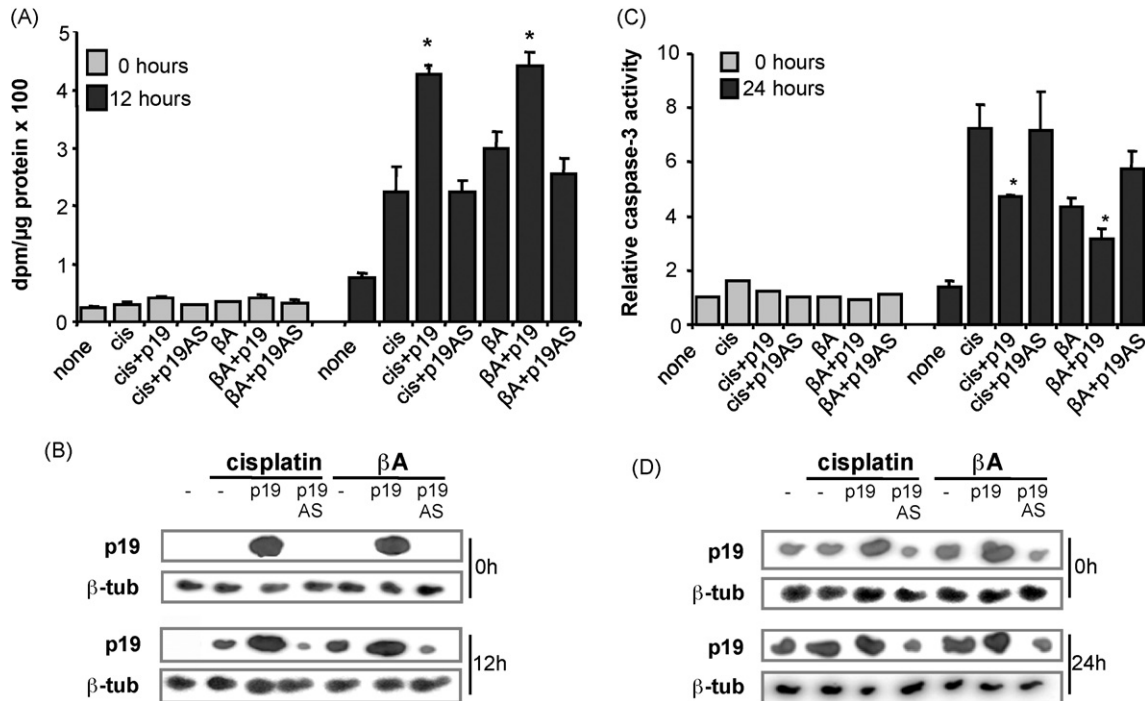 (A)
dpm/µg protein x 100
5
4
3
2
1
0
0 hours
12 hours
*
*
none
cis
cis+p19
cis+p19AS
βA
βA+p19
βA+p19AS
none
cis
cis+p19
cis+p19AS
βA
βA+p19
βA+p19AS
(C)
Relative caspase-3 activity
10
8
6
4
2
0
0 hours
24 hours
*
*
none
cis
cis+p19
cis+p19AS
βA
βA+p19
βA+p19AS
none
cis
cis+p19
cis+p19AS
βA
βA+p19
βA+p19AS
(B)
cisplatin βA
- - p19 p19 - p19 p19
AS AS
p19
0h
β-tub
p19
12h
β-tub
(D)
cisplatin βA
- - p19 p19 - p19 p19
AS AS
p19
0h
β-tub
p19
24h
β-tub